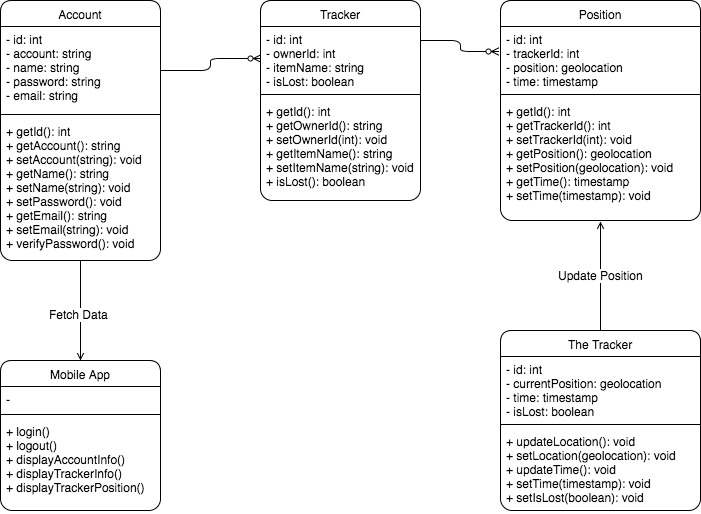 Account
- id: int
- account: string
- name: string
- password: string
- email: string
+ getId(): int
+ getAccount(): string
+ setAccount(string): void
+ getName(): string
+ setName(string): void
+ setPassword(): void
+ getEmail(): string
+ setEmail(string): void
+ verifyPassword(): void
Tracker
- id: int
- ownerId: int
- itemName: string
- isLost: boolean
+ getId(): int
+ getOwnerId(): string
+ setOwnerId(int): void
+ getItemName(): string
+ setItemName(string): void
+ isLost(): boolean
Position
- id: int
- trackerId: int
- position: geolocation
- time: timestamp
+ getId(): int
+ getTrackerId(): int
+ setTrackerId(int): void
+ getPosition(): geolocation
+ setPosition(geolocation): void
+ getTime(): timestamp
+ setTime(timestamp): void
Fetch Data
Update Position
Mobile App
-
+ login()
+ logout()
+ displayAccountInfo()
+ displayTrackerInfo()
+ displayTrackerPosition()
The Tracker
- id: int
- currentPosition: geolocation
- time: timestamp
- isLost: boolean
+ updateLocation(): void
+ setLocation(geolocation): void
+ updateTime(): void
+ setTime(timestamp): void
+ setIsLost(boolean): void